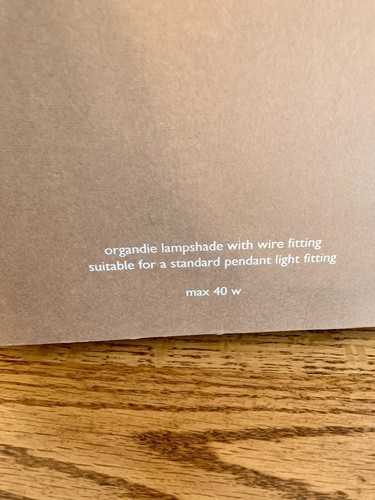 organdie lampshade with wire fitting
suitable for a standard pendant light fitting
max 40 w